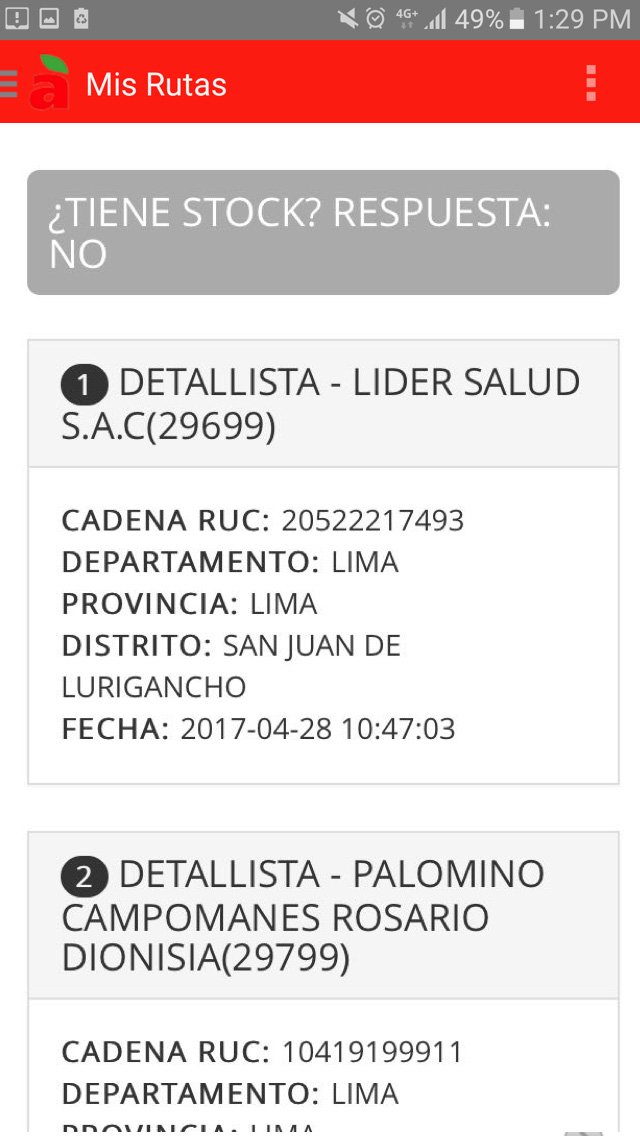 4G+ 49% 1:29 PM
a Mis Rutas
¿TIENE STOCK? RESPUESTA:
NO
1 DETALLISTA - LIDER SALUD
S.A.C(29699)
CADENA RUC: 20522217493
DEPARTAMENTO: LIMA
PROVINCIA: LIMA
DISTRITO: SAN JUAN DE
LURIGANCHO
FECHA: 2017-04-28 10:47:03
2 DETALLISTA - PALOMINO
CAMPOMANES ROSARIO
DIONISIA(29799)
CADENA RUC: 10419199911
DEPARTAMENTO: LIMA
PROVINCIA: LIMA